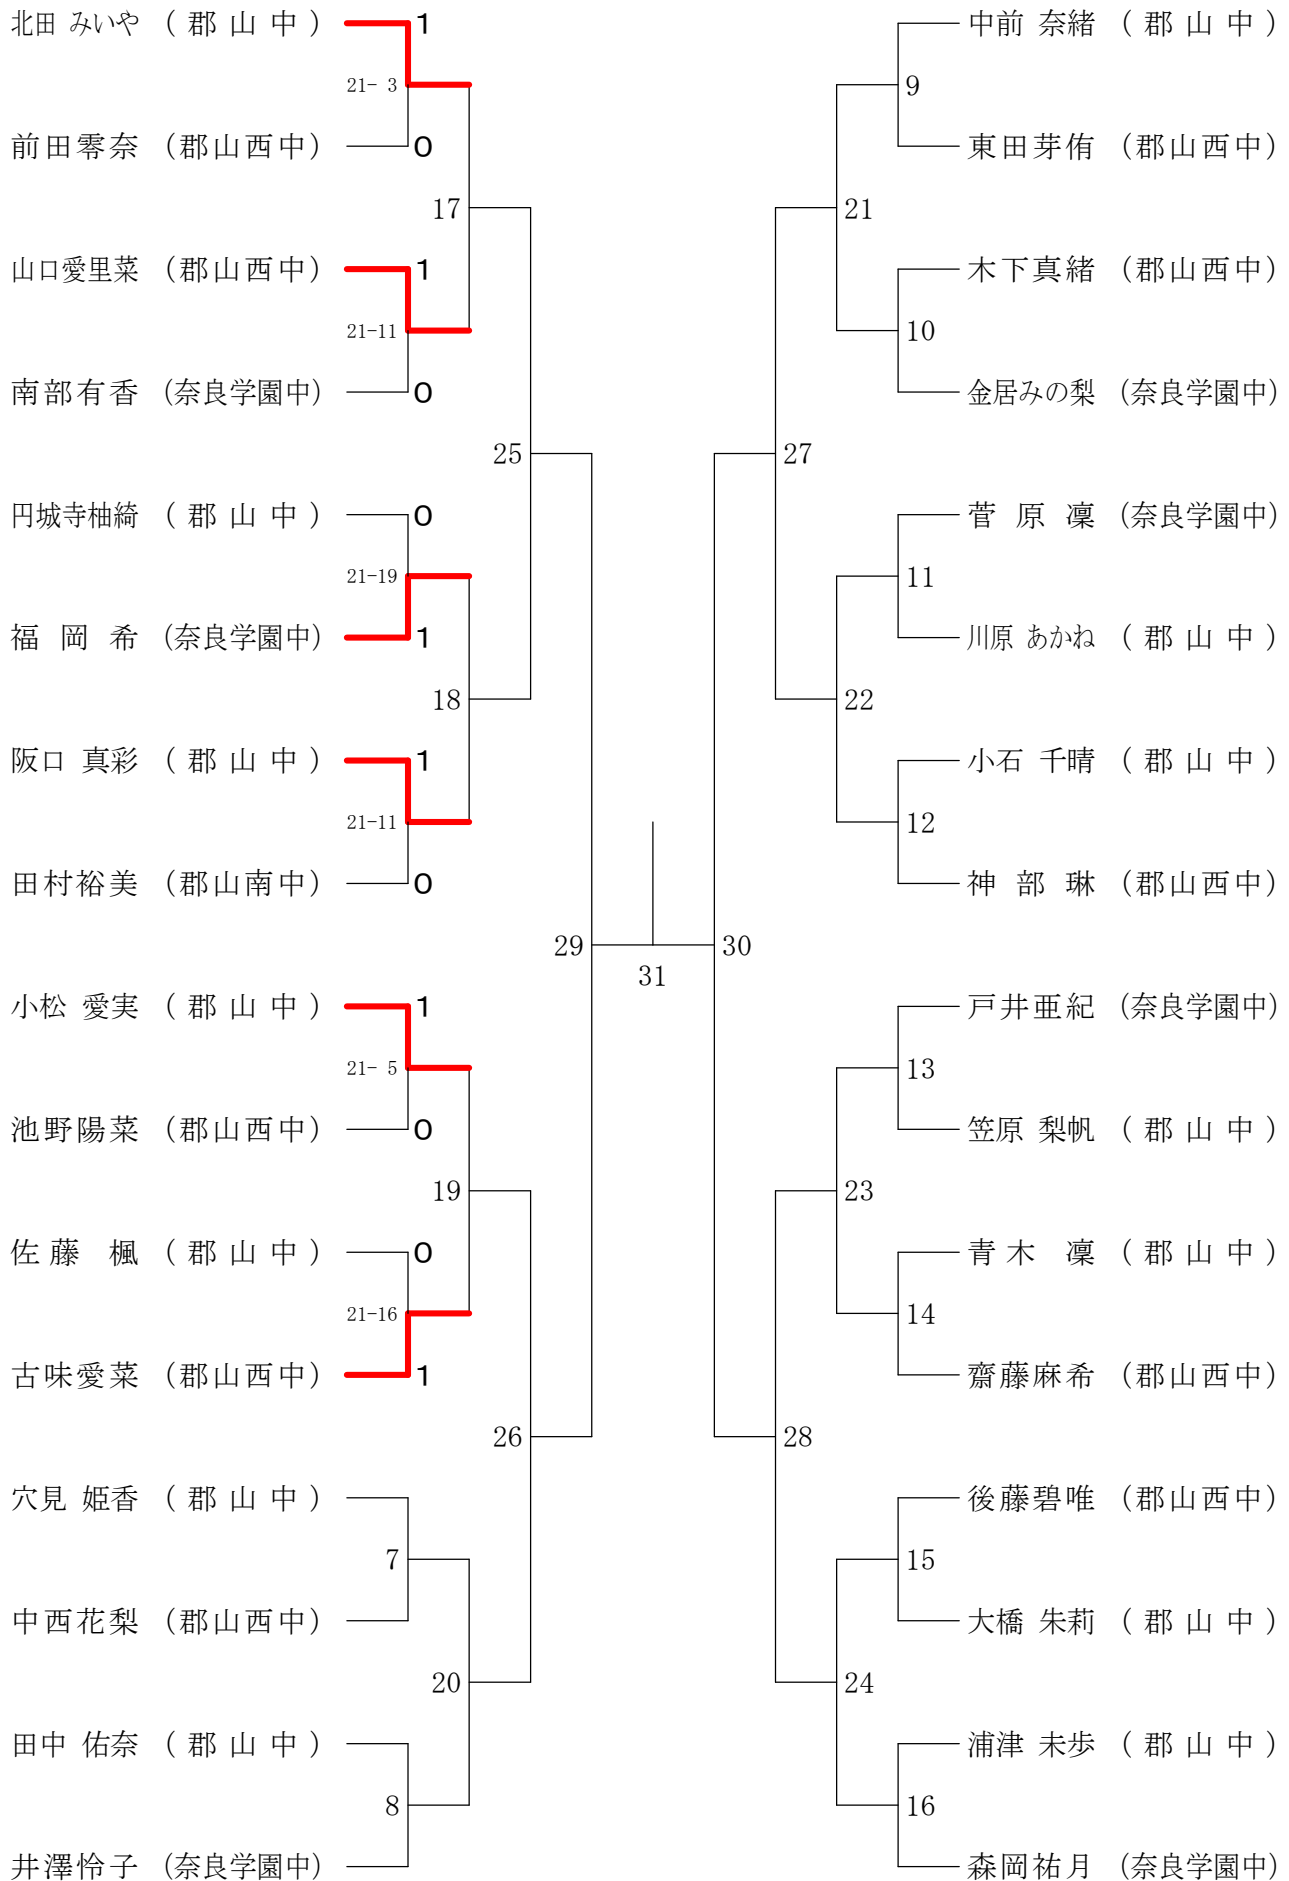 北田 みいや (郡山中) 1
21- 3
前田零奈 (郡山西中) 0
17
山口愛里菜 (郡山西中) 1
21-11
南部有香 (奈良学園中) 0
25
円城寺柚綺 (郡山中) 0
21-19
福岡希 (奈良学園中) 1
18
阪口 真彩 (郡山中) 1
21-11
田村裕美 (郡山南中) 0
29
31
小松 愛実 (郡山中) 1
21- 5
池野陽菜 (郡山西中) 0
19
佐藤 楓 (郡山中) 0
21-16
古味愛菜 (郡山西中) 1
26
穴見 姫香 (郡山中)
7
中西花梨 (郡山西中)
20
田中 佑奈 (郡山中)
8
井澤怜子 (奈良学園中)
中前 奈緒 (郡山中)
9
東田芽侑 (郡山西中)
21
木下真緒 (郡山西中)
10
金居みの梨 (奈良学園中)
27
菅原凜 (奈良学園中)
11
川原 あかね (郡山中)
22
小石 千晴 (郡山中)
12
神部琳 (郡山西中)
30
戸井亜紀 (奈良学園中)
13
笠原 梨帆 (郡山中)
23
青木 凜 (郡山中)
14
齋藤麻希 (郡山西中)
28
後藤碧唯 (郡山西中)
15
大橋 朱莉 (郡山中)
24
浦津 未歩 (郡山中)
16
森岡祐月 (奈良学園中)